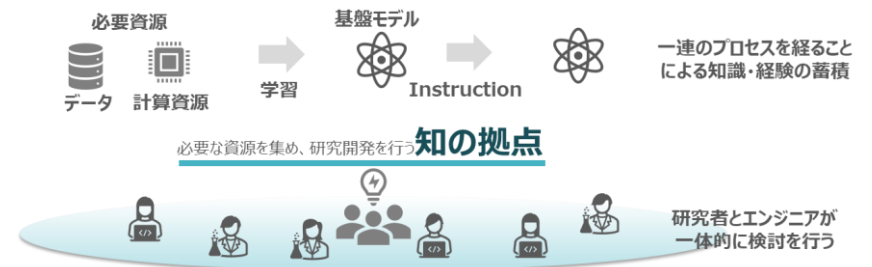 必要資源
データ
計算資源
学習
基盤モデル
Instruction
一連のプロセスを経ること
による知識・経験の蓄積
必要な資源を集め、研究開発を行う知の拠点
</>
</>
</>
</>
研究者とエンジニアが
一体的に検討を行う